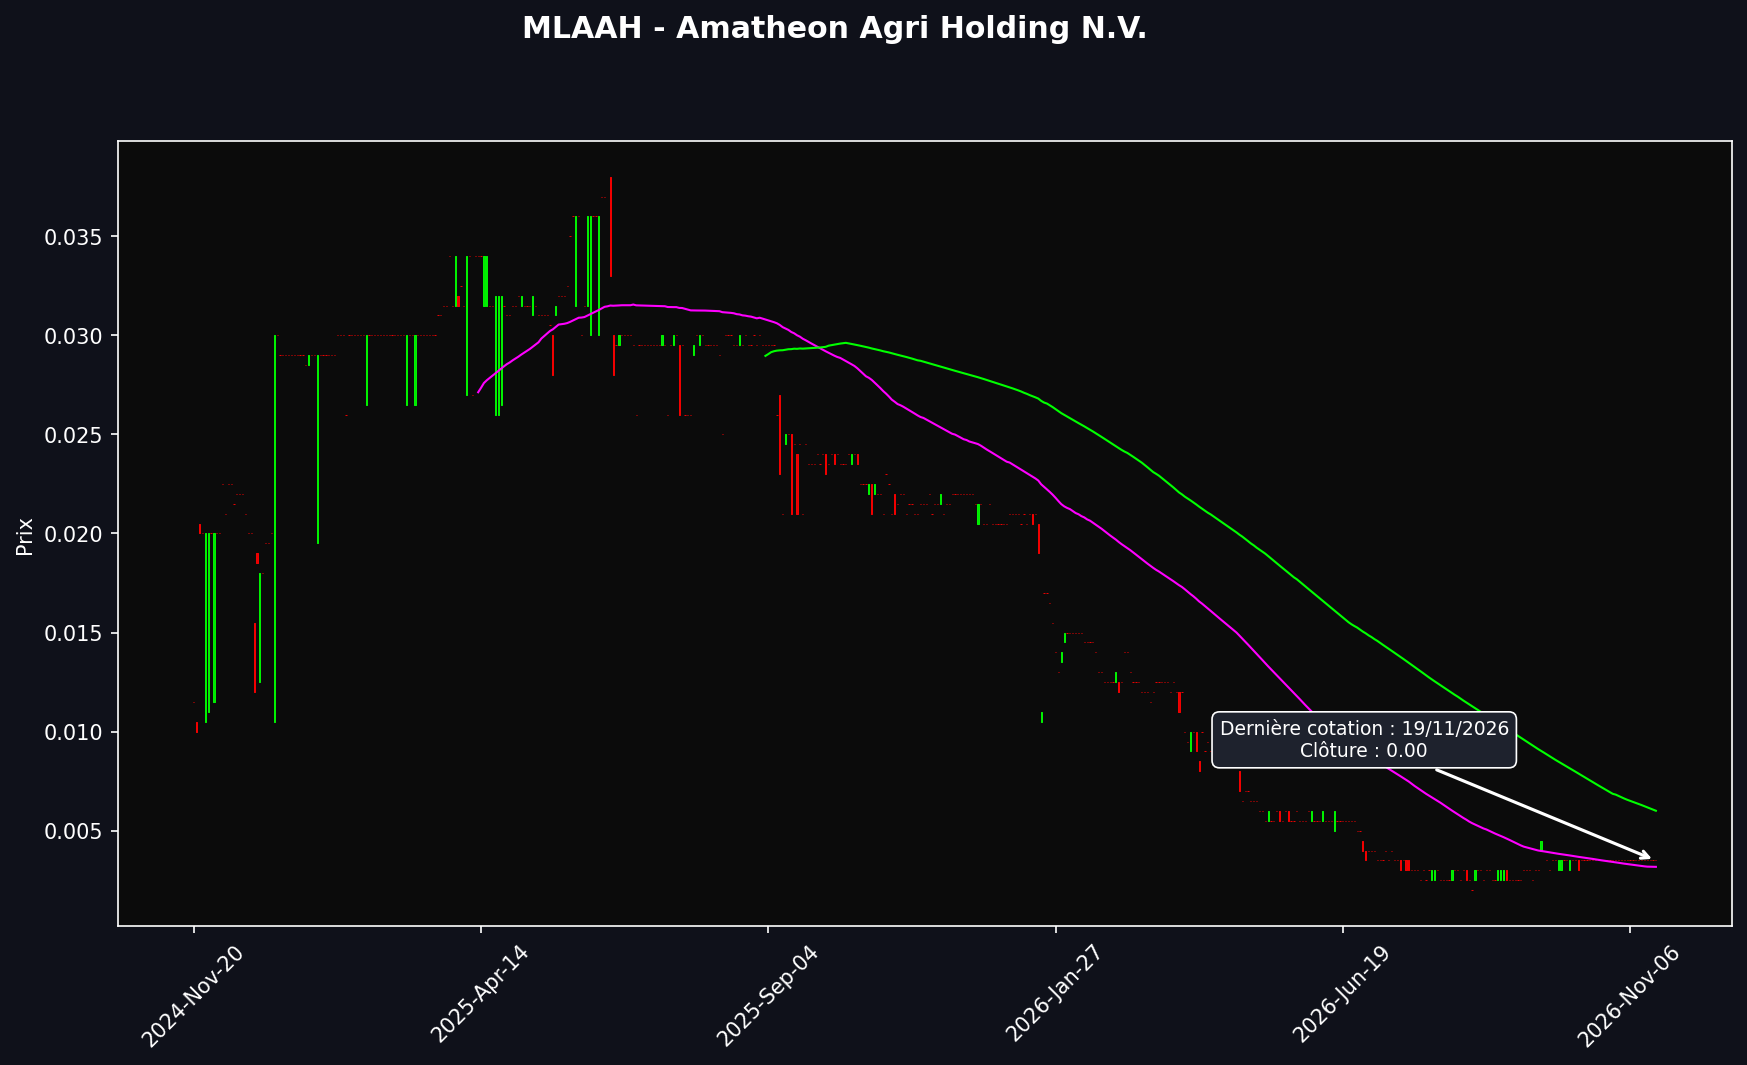 MLAAH - Amatheon Agri Holding N.V.
Prix
0.035
0.030
0.025
0.020
0.015
0.010
0.005
Dernière cotation : 19/11/2026
Clôture : 0.00
2024-Nov-20
2025-Apr-14
2025-Sep-04
2026-Jan-27
2026-Jun-19
2026-Nov-06